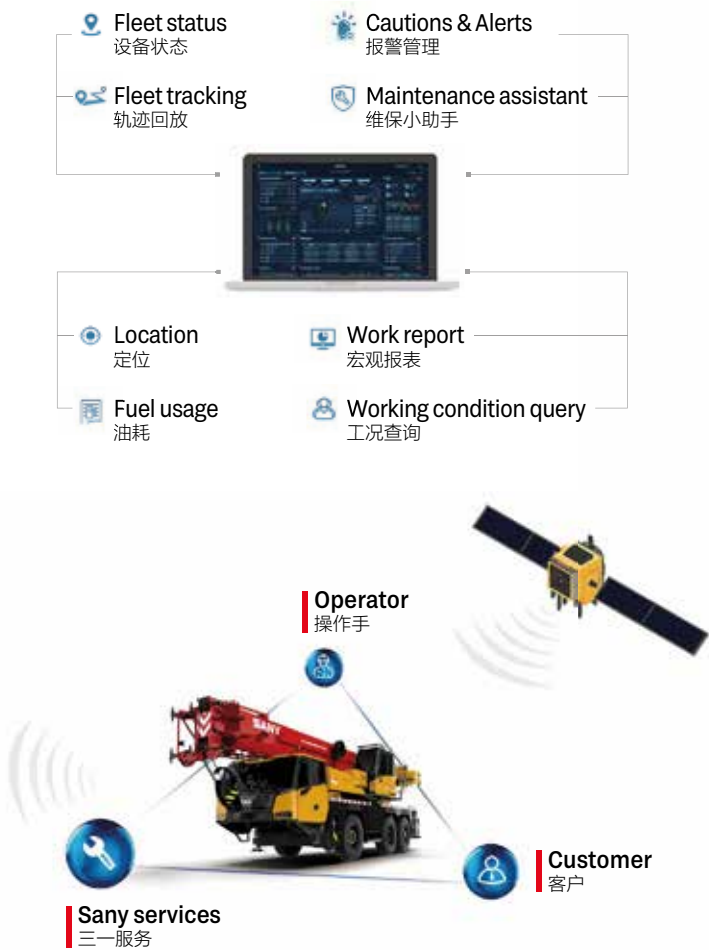 Fleet status
设备状态
Cautions & Alerts
报警管理
Fleet tracking
轨迹回放
Maintenance assistant
维保小助手
Location
定位
Work report
宏观报表
Fuel usage
油耗
Working condition query
工况查询
Operator
操作手
SANY
Customer
客户
Sany services
三一服务